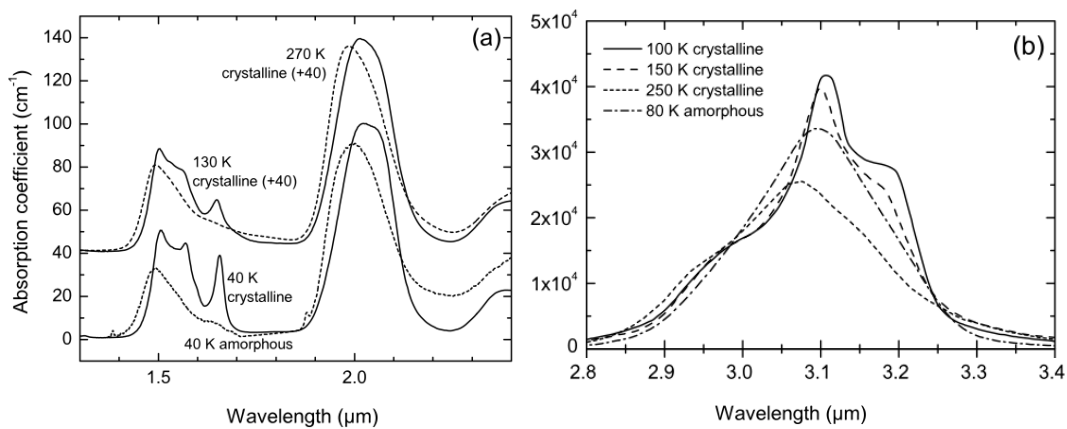 (a)
140
120
100
80
60
40
20
0
Absorption coefficient (cm⁻¹)
270 K
crystalline (+40)
130 K
crystalline (+40)
40 K
crystalline
40 K amorphous
1.5
2.0
Wavelength (µm)
(b)
5x10⁴
4x10⁴
3x10⁴
2x10⁴
1x10⁴
0
100 K crystalline
150 K crystalline
250 K crystalline
80 K amorphous
2.8
2.9
3.0
3.1
3.2
3.3
3.4
Wavelength (µm)